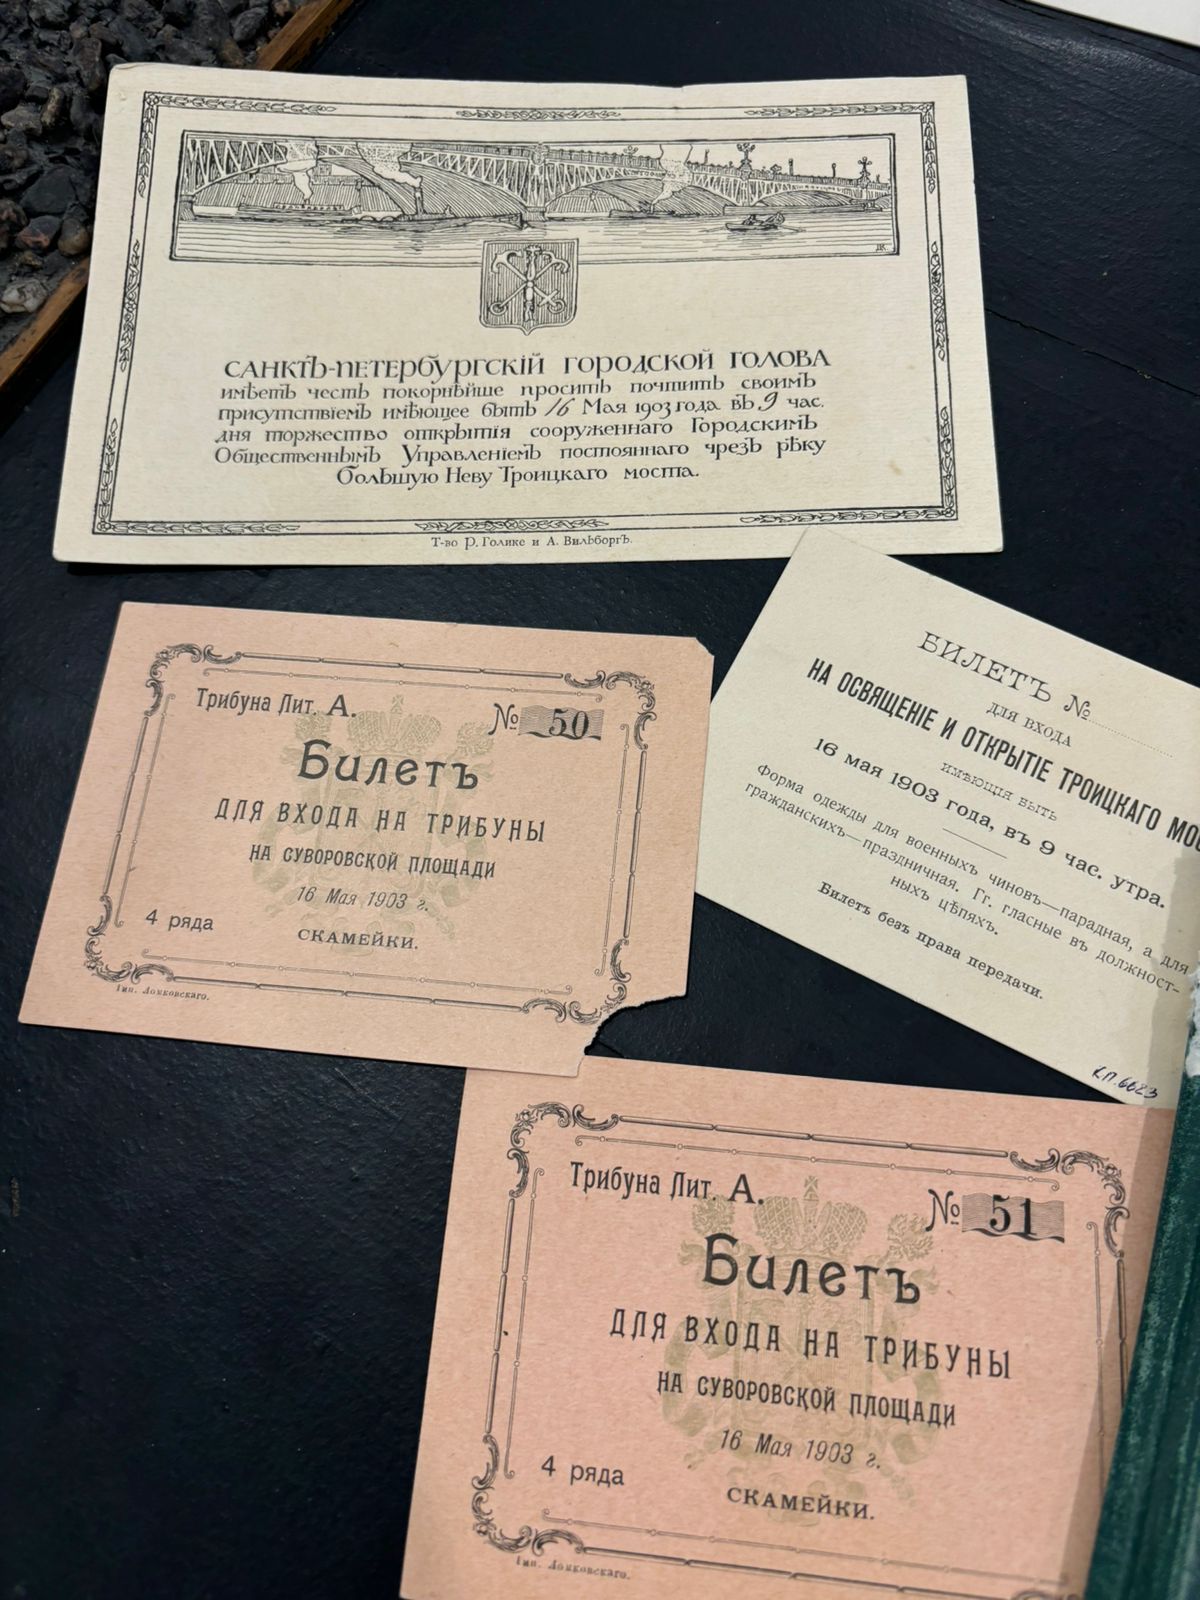 САНКТЪ-ПЕТЕРБУРГСКІЙ ГОРОДСКОЙ ГОЛОВА
имѣетъ честь покорнѣйше проситъ почтить своимъ
присутствіемъ имѣющее быть 16 Мая 1903 года въ 9 час.
дня торжество открытія сооруженнаго Городскимъ
Общественнымъ Управленіемъ постояннаго чрезъ рѣку
Большую Неву Троицкаго моста.
Т-во Р. Голике и А. Вильборгъ.
Трибуна Лит. А.
№ 50
Билетъ
ДЛЯ ВХОДА НА ТРИБУНЫ
НА СУВОРОВСКОЙ ПЛОЩАДИ
16 Мая 1903 г.
4 ряда
СКАМЕЙКИ.
Тип. Ломковскаго.
БИЛЕТЪ №
ДЛЯ ВХОДА
НА ОСВЯЩЕНІЕ И ОТКРЫТІЕ ТРОИЦКАГО
ИМѢЮЩІЯ БЫТЬ
16 мая 1903 года, въ 9 час. утра.
Форма одежды для военныхъ чиновъ—парадная, а для
гражданскихъ—праздничная. Гг. гласные въ должност-
ныхъ цѣпяхъ.
Билетъ безъ права передачи.
КП.6623
Трибуна Лит. А.
№ 51
Билетъ
ДЛЯ ВХОДА НА ТРИБУНЫ
НА СУВОРОВСКОЙ ПЛОЩАДИ
16 Мая 1903 г.
4 ряда
СКАМЕЙКИ.
Тип. Ломковскаго.